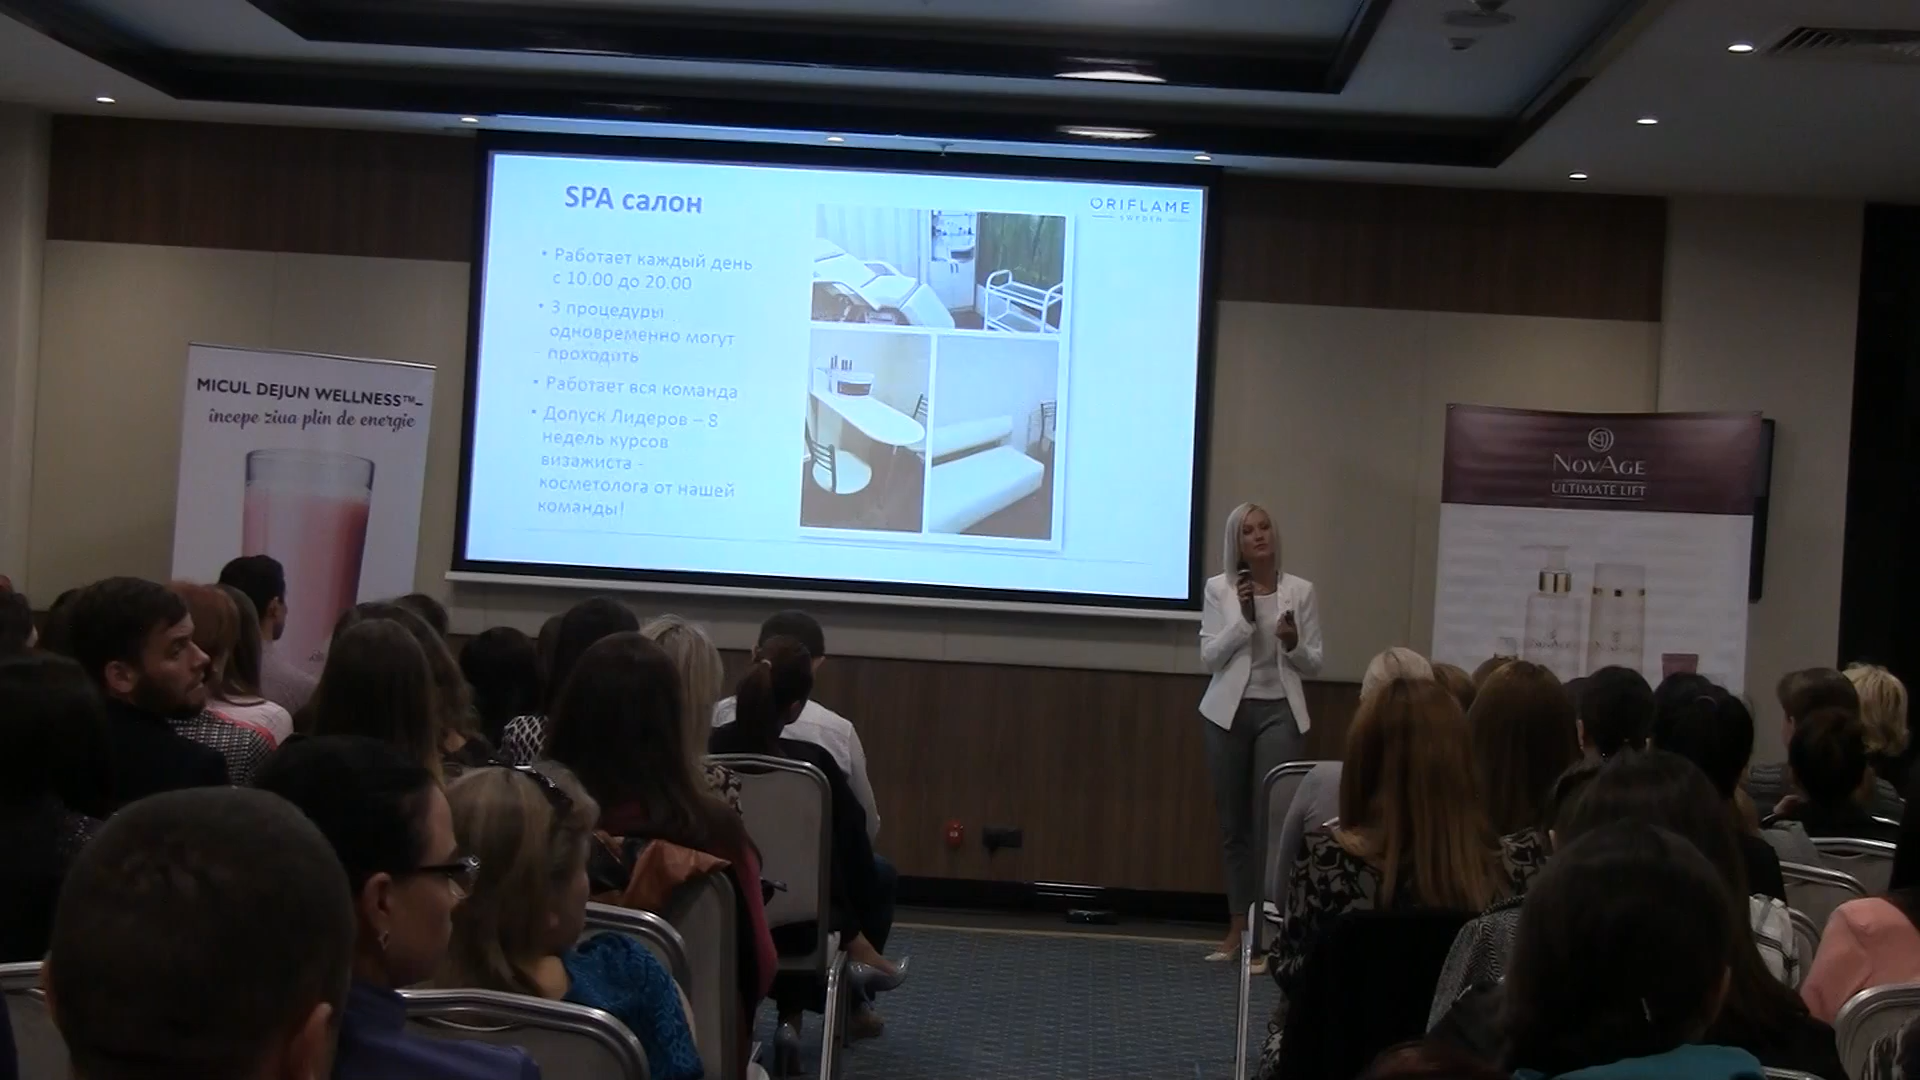 SPA салон
ORIFLAME
SWEDEN
• Работает каждый день
с 10.00 до 20.00
• 3 процедуры
одновременно могут
проходить
• Работает вся команда
• Допуск Лидеров – 8
недель курсов
визажиста -
косметолога от нашей
команды!
MICUL DEJUN WELLNESS™–
începe ziua plin de energie
NOVAGE
ULTIMATE LIFT